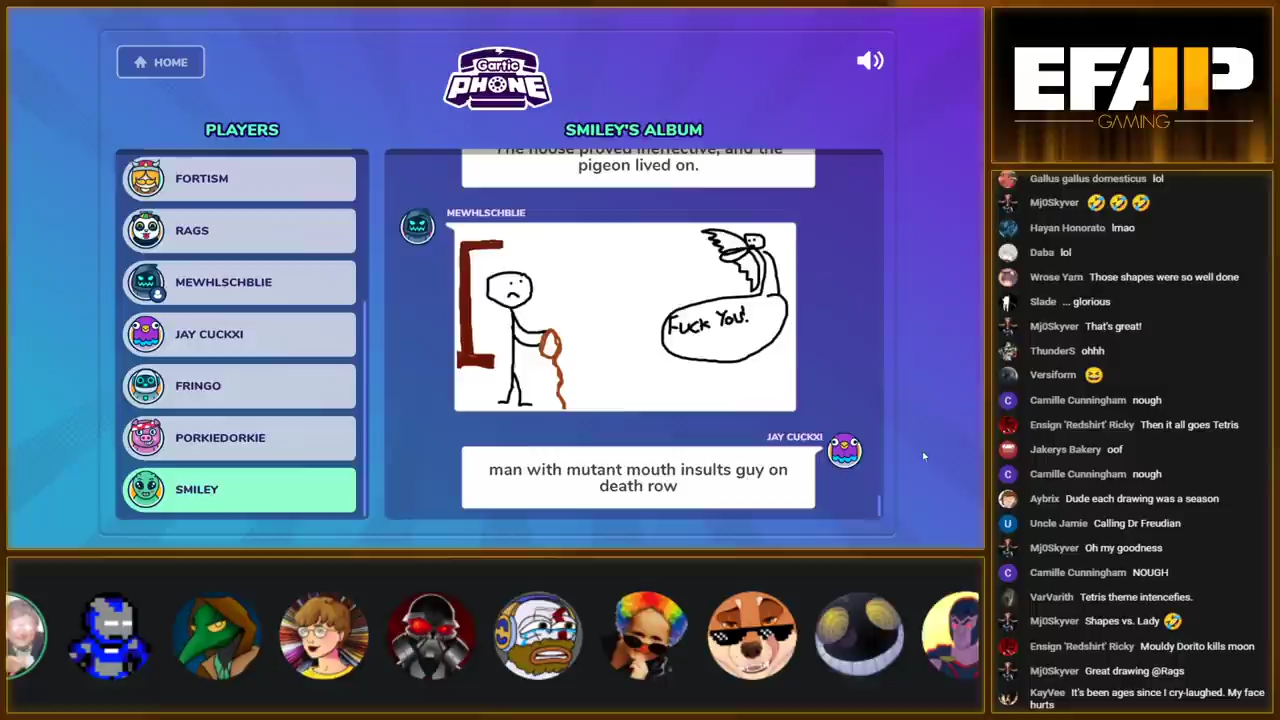 HOME
Gartic
PHONE
PLAYERS
SMILEY'S ALBUM
FORTISM
RAGS
MEWHLSCHBLIE
JAY CUCKXI
FRINGO
PORKIEDORKIE
SMILEY
The noose proved ineffective, and the
pigeon lived on.
MEWHLSCHBLIE
FUCK YOU!
JAY CUCKXI
man with mutant mouth insults guy on
death row
EFAP
GAMING
Gallus gallus domesticus lol
Mj0Skyver 🤣 🤣 🤣
Hayan Honorato lmao
Daba lol
Wrose Yarn Those shapes were so well done
Slade ... glorious
Mj0Skyver That's great!
ThunderS ohhh
Versiform 😆
C Camille Cunningham nough
Ensign 'Redshirt' Ricky Then it all goes Tetris
Jakerys Bakery oof
C Camille Cunningham nough
Aybrix Dude each drawing was a season
U Uncle Jamie Calling Dr Freudian
Mj0Skyver Oh my goodness
C Camille Cunningham NOUGH
VarVarith Tetris theme intencefies.
Mj0Skyver Shapes vs. Lady 🤣
Ensign 'Redshirt' Ricky Mouldy Dorito kills moon
Mj0Skyver Great drawing @Rags
KayVee It's been ages since I cry-laughed. My face
hurts